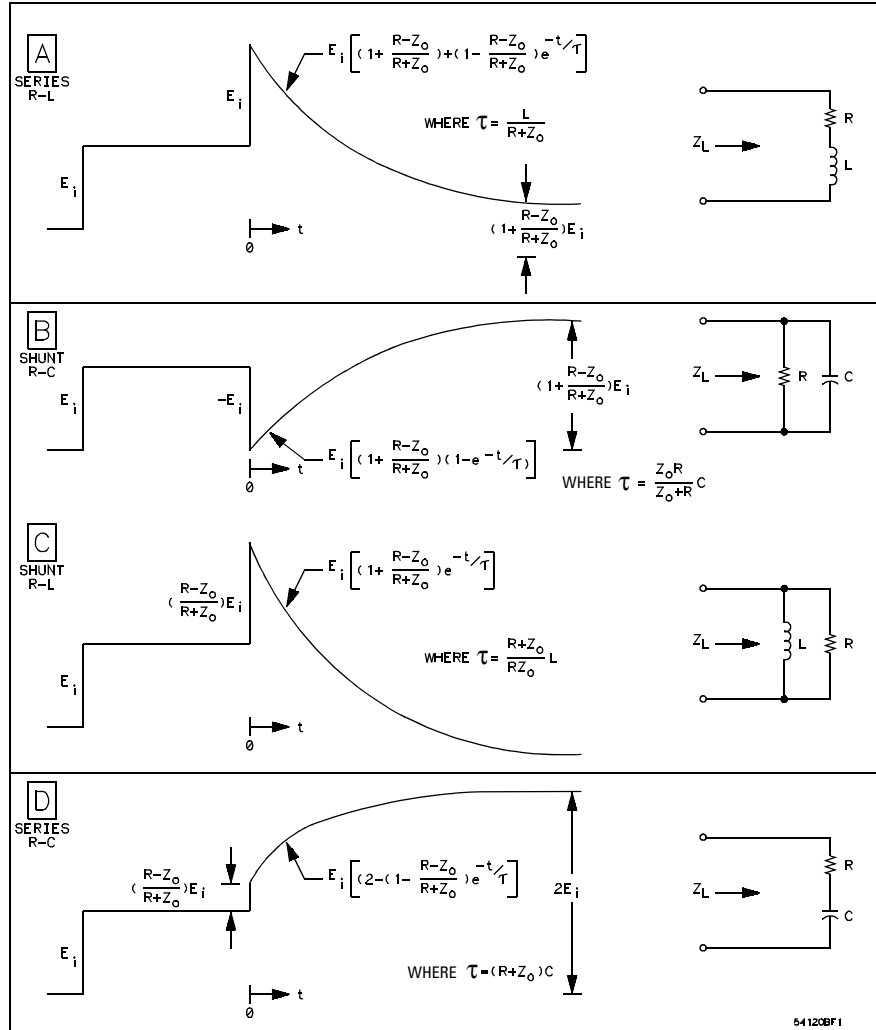 A
SERIES
R-L
E_i
E_i
E_i[(1+ (R-Z_o)/(R+Z_o))+(1- (R-Z_o)/(R+Z_o))e^-t/τ]
WHERE τ= L/(R+Z_o)
(1+ (R-Z_o)/(R+Z_o))E_i
0
t
Z_L
R
L
B
SHUNT
R-C
E_i
-E_i
E_i[(1+ (R-Z_o)/(R+Z_o))(1-e^-t/τ)]
(1+ (R-Z_o)/(R+Z_o))E_i
WHERE τ = (Z_oR)/(Z_o+R) C
0
t
Z_L
R
C
C
SHUNT
R-L
(R-Z_o)/(R+Z_o))E_i
E_i
E_i[(1+ (R-Z_o)/(R+Z_o))e^-t/τ]
WHERE τ= (R+Z_o)/(RZ_o) L
0
t
Z_L
L
R
D
SERIES
R-C
((R-Z_o)/(R+Z_o))E_i
E_i
E_i[(2-(1- (R-Z_o)/(R+Z_o))e^-t/τ]
2E_i
WHERE τ=(R+Z_o)C
0
t
Z_L
R
C
54120BF1